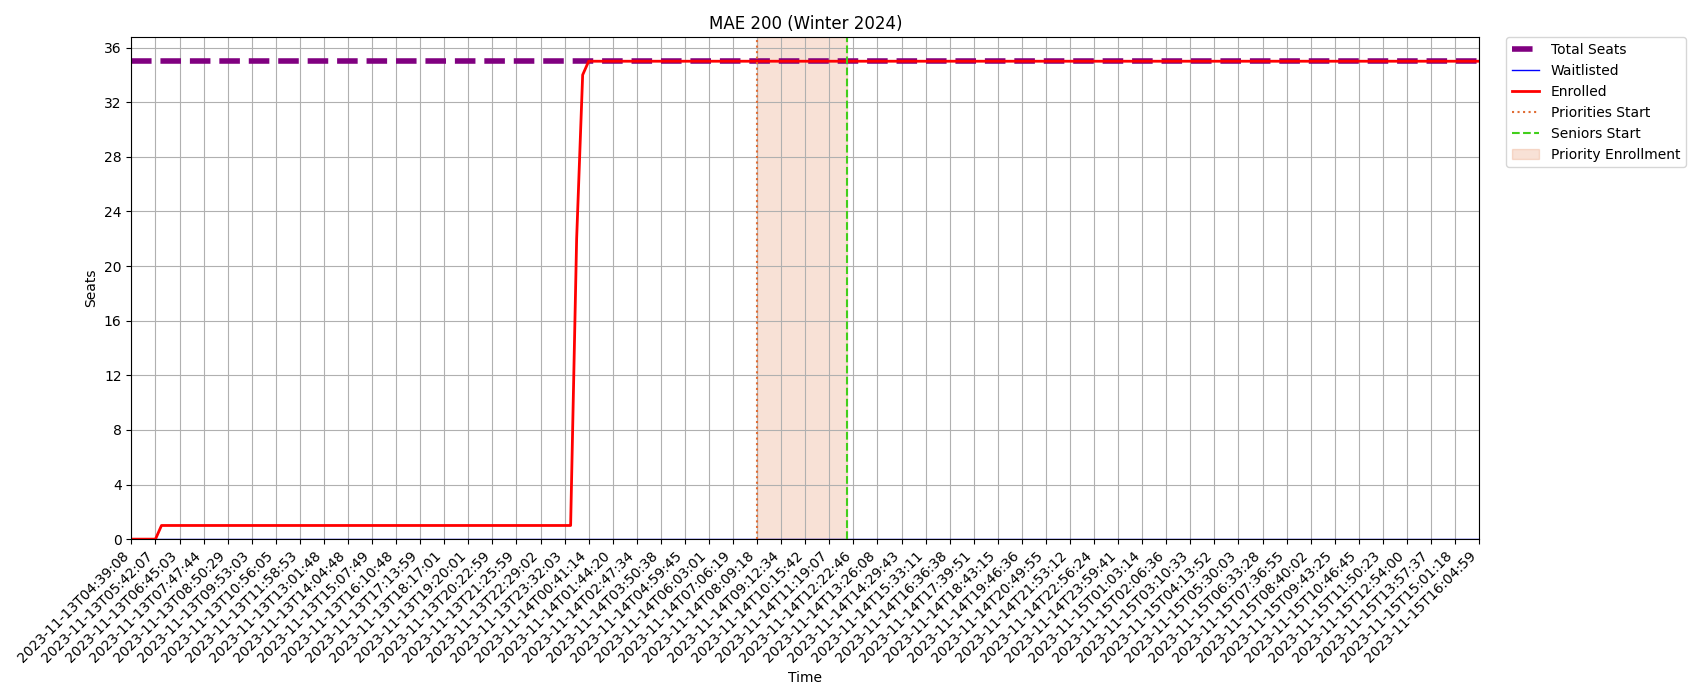 MAE 200 (Winter 2024)
Total Seats
Waitlisted
Enrolled
Priorities Start
Seniors Start
Priority Enrollment
36
32
28
24
20
16
12
8
4
0
Seats
2023-11-13T04:39:08
2023-11-13T05:42:07
2023-11-13T06:45:03
2023-11-13T07:47:44
2023-11-13T08:50:29
2023-11-13T09:53:03
2023-11-13T10:56:05
2023-11-13T11:58:53
2023-11-13T13:01:48
2023-11-13T14:04:48
2023-11-13T15:07:49
2023-11-13T16:10:48
2023-11-13T17:13:59
2023-11-13T18:17:01
2023-11-13T19:20:01
2023-11-13T20:22:59
2023-11-13T21:25:59
2023-11-13T22:29:02
2023-11-13T23:32:03
2023-11-14T00:41:14
2023-11-14T01:44:20
2023-11-14T02:47:34
2023-11-14T03:50:38
2023-11-14T04:59:45
2023-11-14T06:03:01
2023-11-14T07:06:19
2023-11-14T08:09:18
2023-11-14T09:12:34
2023-11-14T10:15:42
2023-11-14T11:19:07
2023-11-14T12:22:46
2023-11-14T13:26:08
2023-11-14T14:29:43
2023-11-14T15:33:11
2023-11-14T16:36:38
2023-11-14T17:39:51
2023-11-14T18:43:15
2023-11-14T19:46:36
2023-11-14T20:49:55
2023-11-14T21:53:12
2023-11-14T22:56:24
2023-11-14T23:59:41
2023-11-15T01:03:14
2023-11-15T02:06:36
2023-11-15T03:10:33
2023-11-15T04:13:52
2023-11-15T05:30:03
2023-11-15T06:33:28
2023-11-15T07:36:55
2023-11-15T08:40:02
2023-11-15T09:43:25
2023-11-15T10:46:45
2023-11-15T11:50:23
2023-11-15T12:54:00
2023-11-15T13:57:37
2023-11-15T15:01:18
2023-11-15T16:04:59
Time